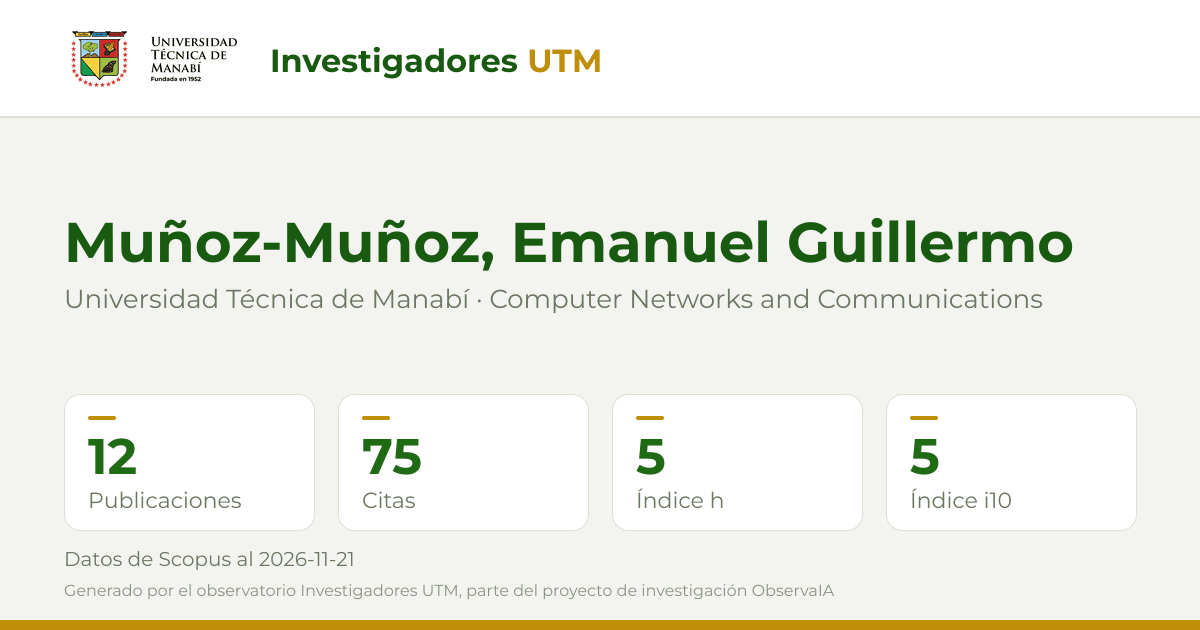 UNIVERSIDAD
TÉCNICA DE
MANABÍ
Fundada en 1952
Investigadores UTM
Muñoz-Muñoz, Emanuel Guillermo
Universidad Técnica de Manabí · Computer Networks and Communications
12
Publicaciones
75
Citas
5
Índice h
5
Índice i10
Datos de Scopus al 2026-11-21
Generado por el observatorio Investigadores UTM, parte del proyecto de investigación ObservaIA